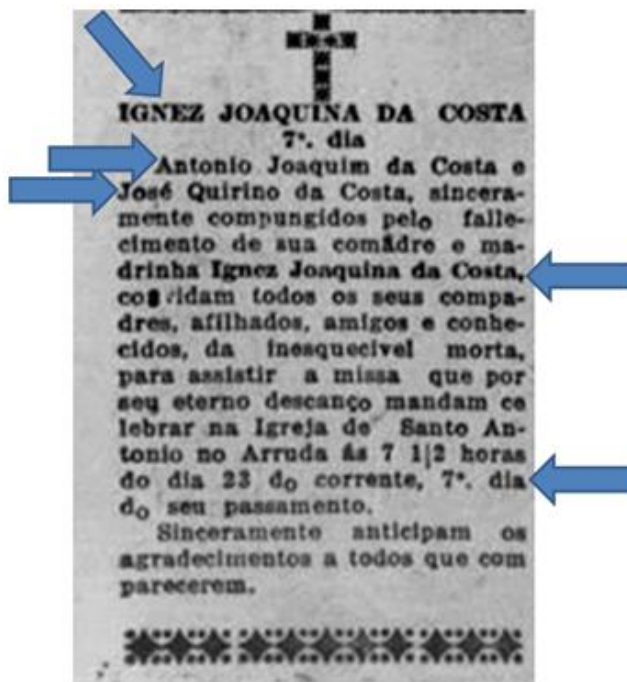 IGNEZ JOAQUINA DA COSTA
7º. dia
Antonio Joaquim da Costa e
José Quirino da Costa, sincera-
mente compungidos pelo falle-
cimento de sua comâdre e ma-
drinha Ignez Joaquina da Costa,
convidam todos os seus compa-
dres, afilhados, amigos e conhe-
cidos, da inesquecivel morta,
para assistir a missa que por
seu eterno descanço mandam ce
lebrar na Igreja de Santo An-
tonio no Arruda ás 7 1|2 horas
do dia 23 do corrente, 7º. dia
do seu passamento.
Sinceramente anticipam os
agradecimentos a todos que com
parecerem.